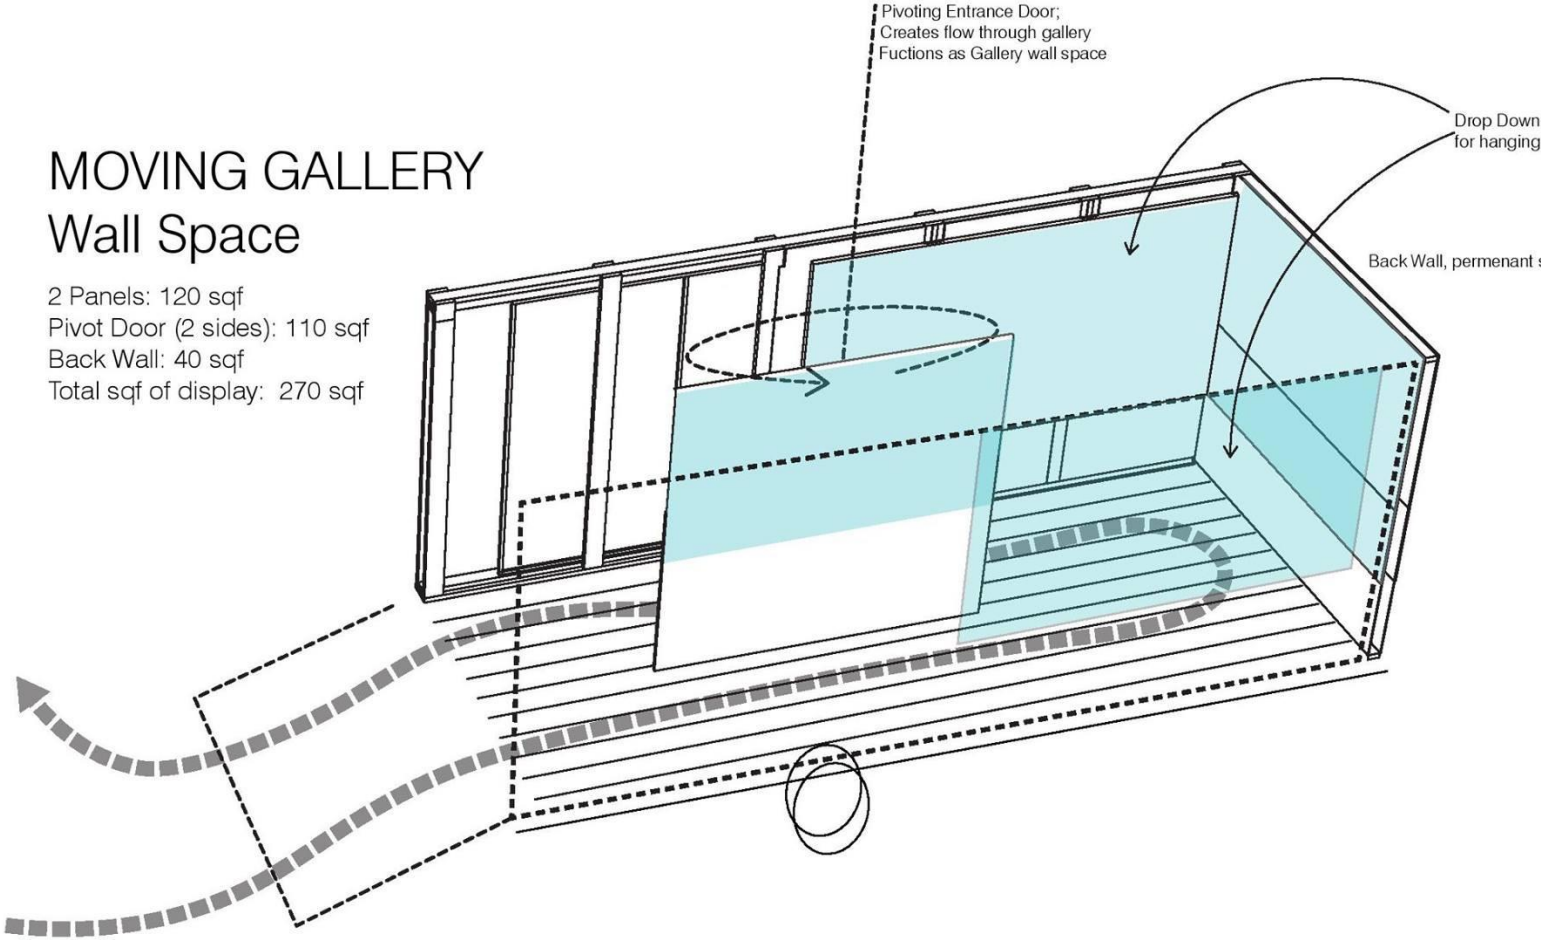 Pivoting Entrance Door;
Creates flow through gallery
Fuctions as Gallery wall space
Drop Down
for hanging
Back Wall, permenant s
MOVING GALLERY
Wall Space
2 Panels: 120 sqf
Pivot Door (2 sides): 110 sqf
Back Wall: 40 sqf
Total sqf of display: 270 sqf